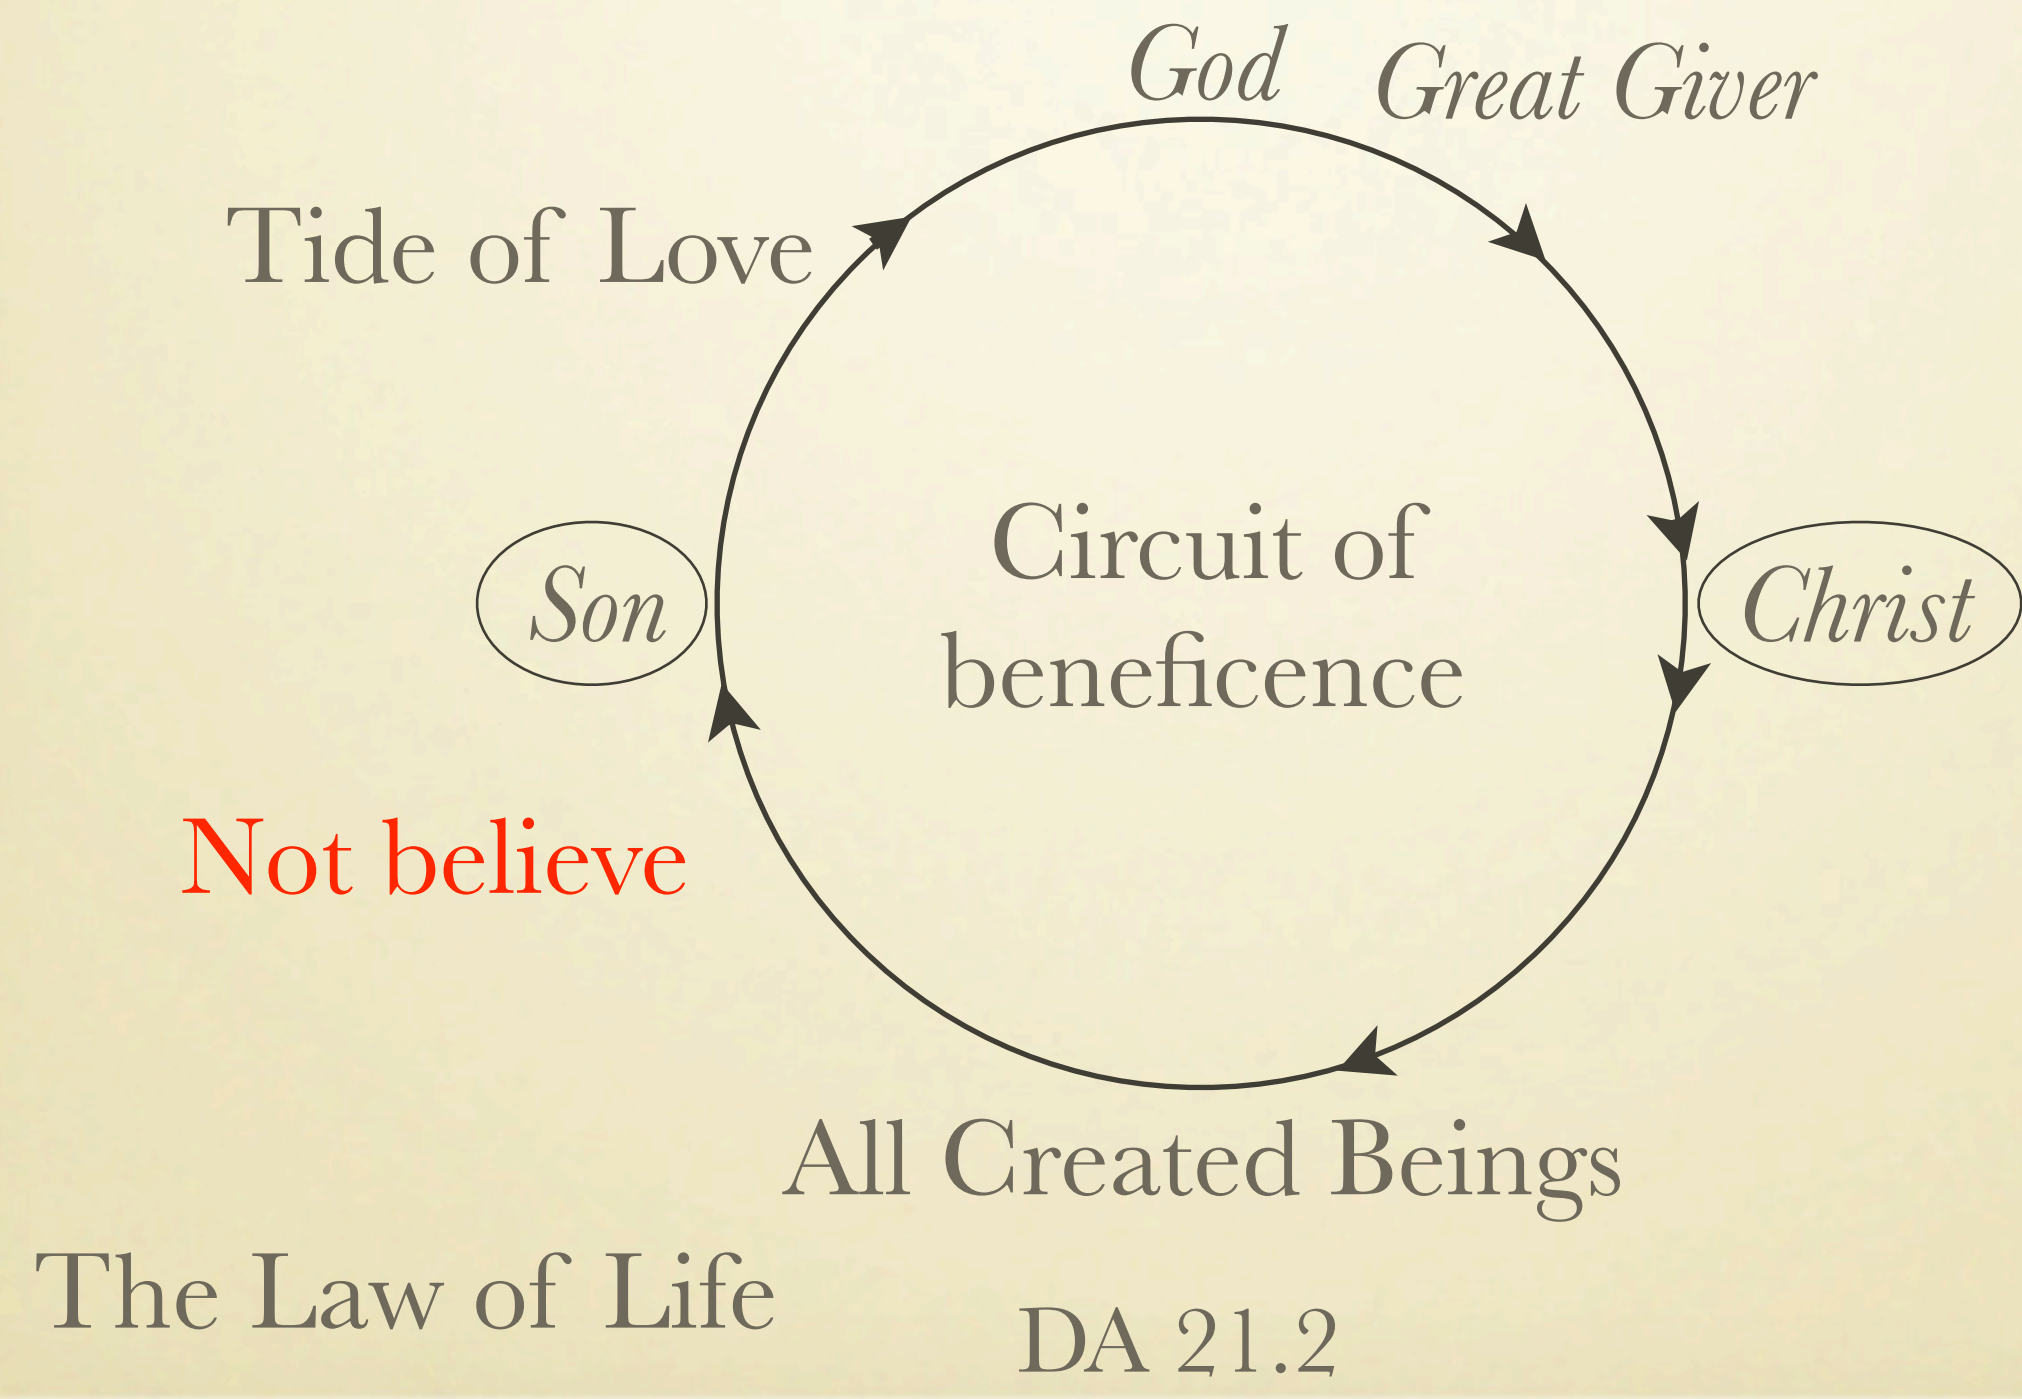 God
Great Giver
Tide of Love
Circuit of
beneficence
Son
Christ
Not believe
All Created Beings
The Law of Life
DA 21.2